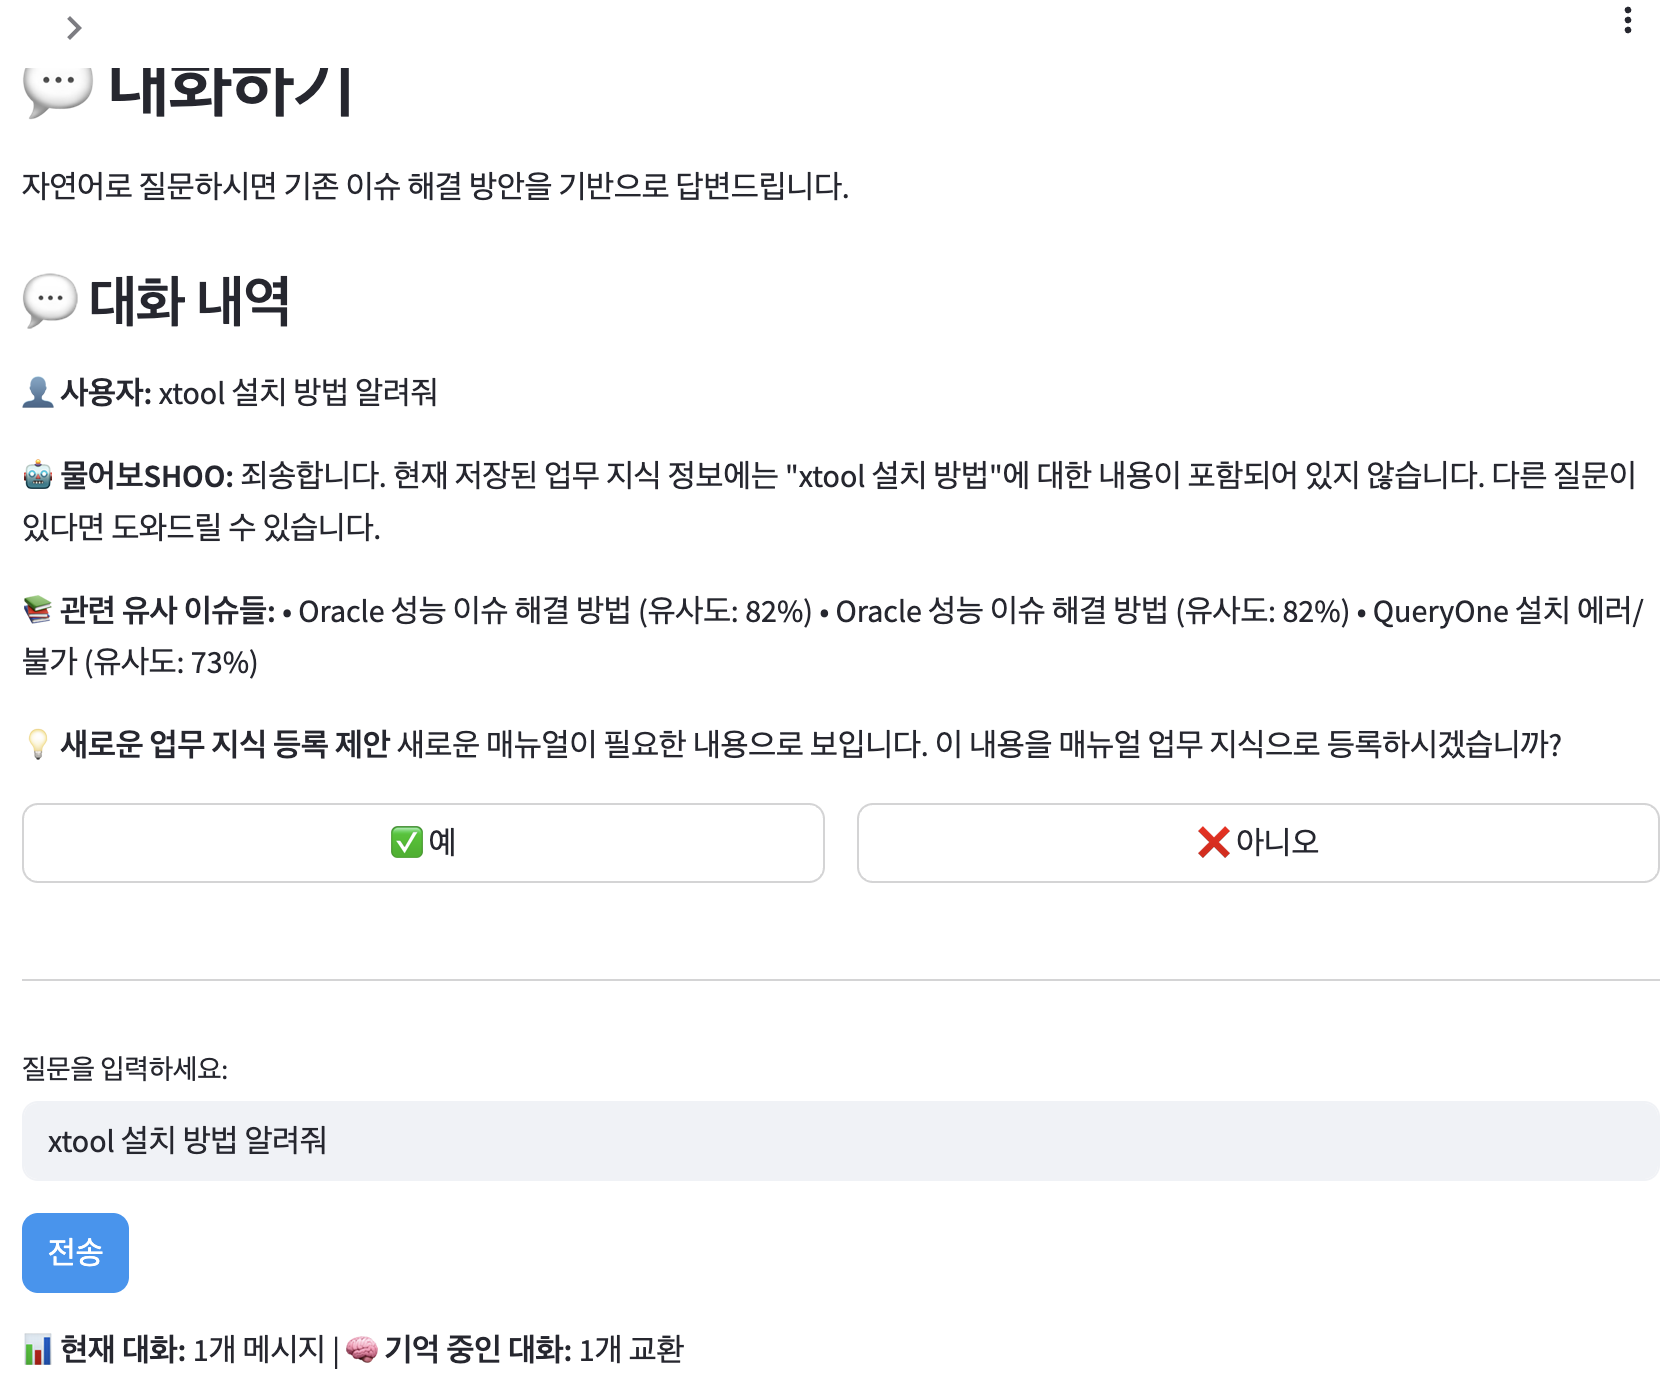 대화하기
자연어로 질문하시면 기존 이슈 해결 방안을 기반으로 답변드립니다.
대화 내역
사용자: xtool 설치 방법 알려줘
물어보SHOO: 죄송합니다. 현재 저장된 업무 지식 정보에는 "xtool 설치 방법"에 대한 내용이 포함되어 있지 않습니다. 다른 질문이
있다면 도와드릴 수 있습니다.
관련 유사 이슈들: • Oracle 성능 이슈 해결 방법 (유사도: 82%) • Oracle 성능 이슈 해결 방법 (유사도: 82%) • QueryOne 설치 에러/
불가 (유사도: 73%)
새로운 업무 지식 등록 제안 새로운 매뉴얼이 필요한 내용으로 보입니다. 이 내용을 매뉴얼 업무 지식으로 등록하시겠습니까?
예
아니오
질문을 입력하세요:
xtool 설치 방법 알려줘
전송
현재 대화: 1개 메시지 | 기억 중인 대화: 1개 교환